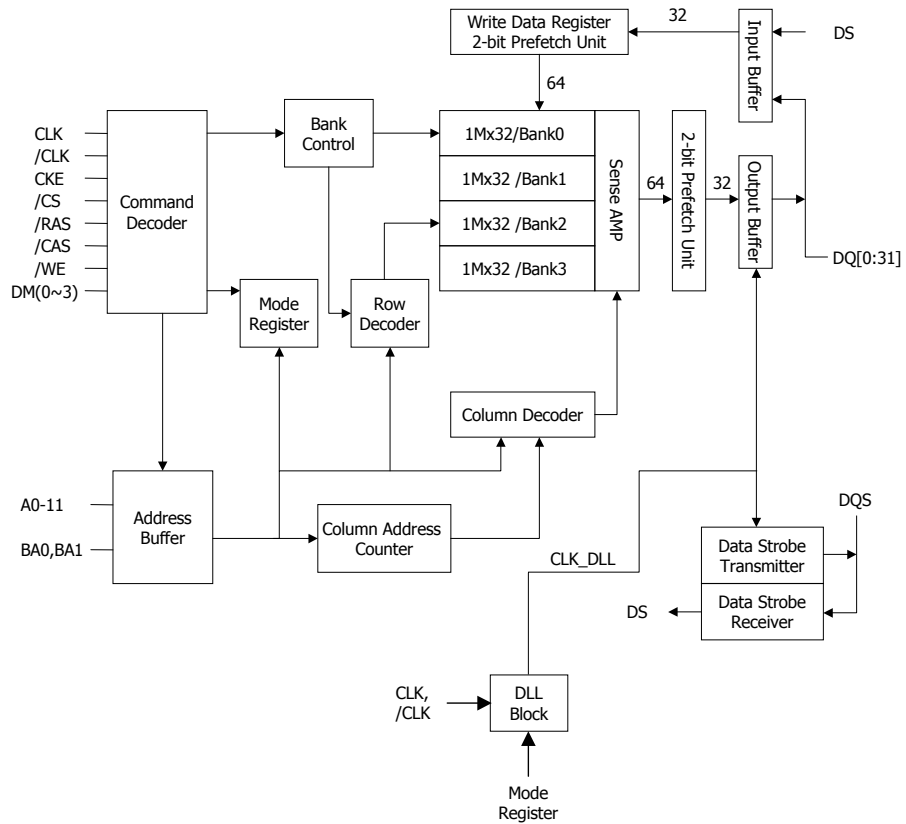 Write Data Register
2-bit Prefetch Unit
32
Input Buffer
DS
64
CLK
/CLK
CKE
/CS
/RAS
/CAS
/WE
DM(0~3)
Command
Decoder
Bank
Control
1Mx32/Bank0
1Mx32 /Bank1
1Mx32 /Bank2
1Mx32 /Bank3
Sense AMP
64
2-bit Prefetch Unit
32
Output Buffer
DQ[0:31]
Mode
Register
Row
Decoder
Column Decoder
A0-11
BA0,BA1
Address
Buffer
Column Address
Counter
CLK_DLL
DQS
Data Strobe
Transmitter
Data Strobe
Receiver
DS
CLK,
/CLK
DLL
Block
Mode
Register